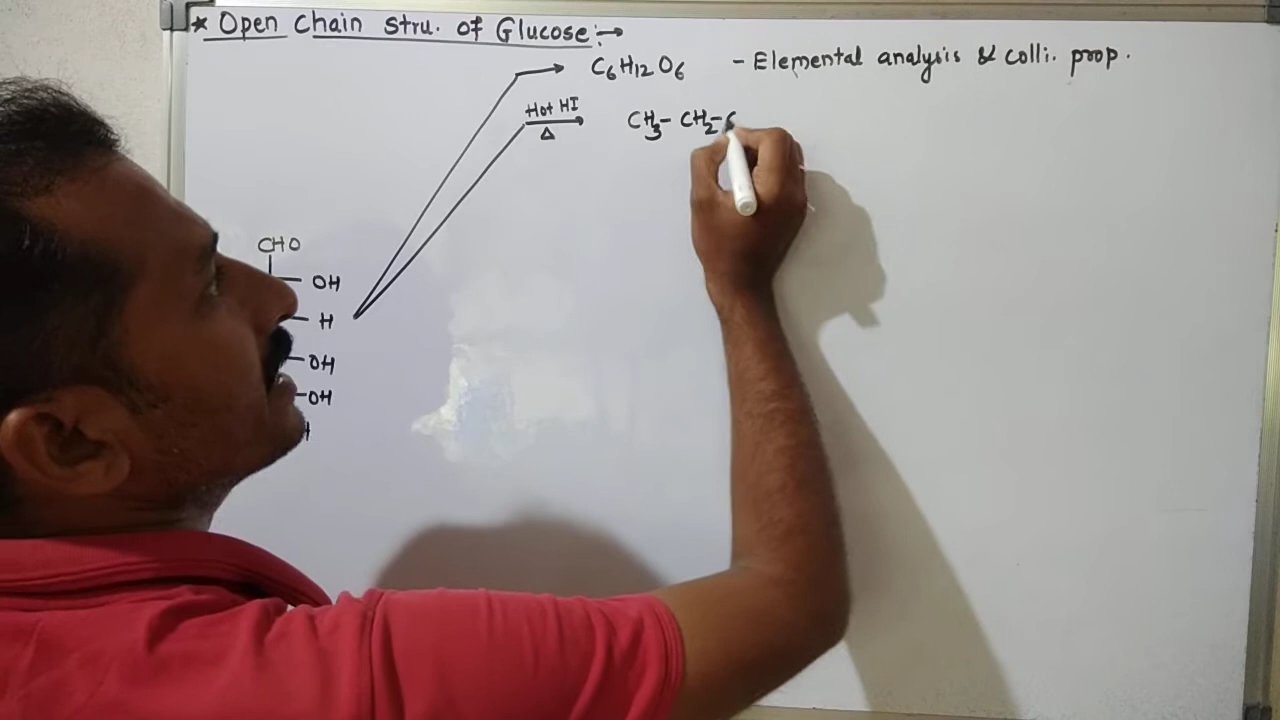 * Open Chain Stru. of Glucose:→
C6H12O6 - Elemental analysis & colli. prop.
Hot HI
Δ
CH3- CH2-C
CHO
OH
H
OH
OH
H